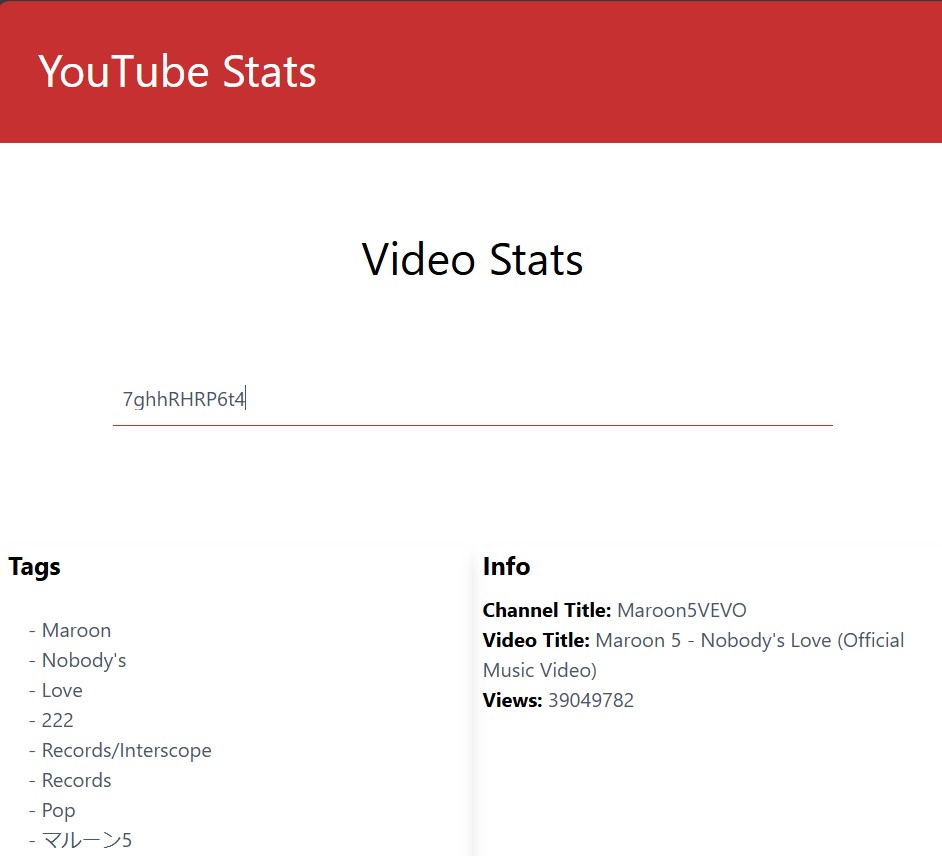 YouTube Stats
Video Stats
7ghhRHRP6t4
Tags
- Maroon
- Nobody's
- Love
- 222
- Records/Interscope
- Records
- Pop
- マルーン5
Info
Channel Title: Maroon5VEVO
Video Title: Maroon 5 - Nobody's Love (Official
Music Video)
Views: 39049782